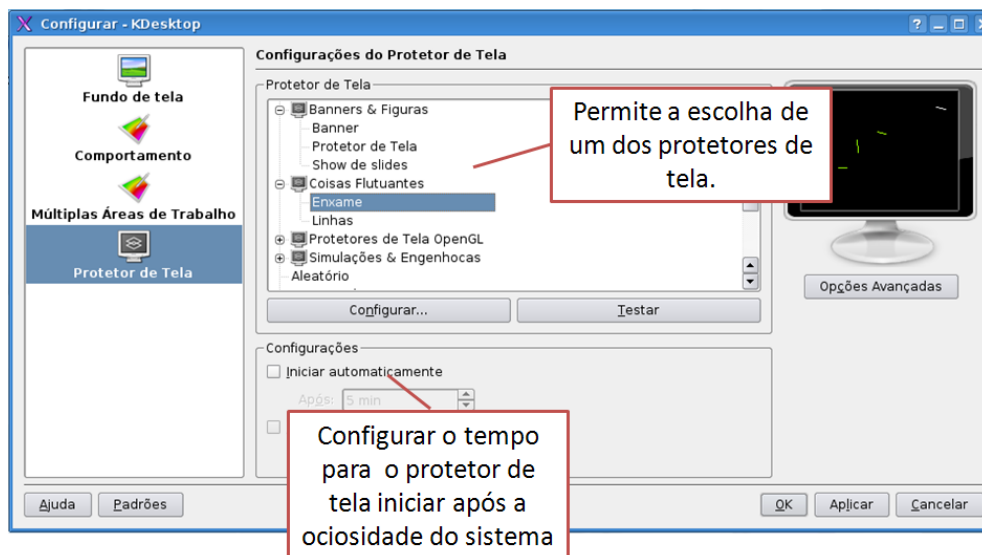 Configurar - KDesktop
Fundo de tela
Comportamento
Múltiplas Áreas de Trabalho
Protetor de Tela
Configurações do Protetor de Tela
Protetor de Tela
Banners & Figuras
Banner
Protetor de Tela
Show de slides
Coisas Flutuantes
Enxame
Linhas
Protetores de Tela OpenGL
Simulações & Engenhocas
Aleatório
Configurar...
Testar
Permite a escolha de
um dos protetores de
tela.
Opções Avançadas
Configurações
Iniciar automaticamente
Após: 5 min
Configurar o tempo
para o protetor de
tela iniciar após a
ociosidade do sistema
Ajuda
Padrões
OK
Aplicar
Cancelar